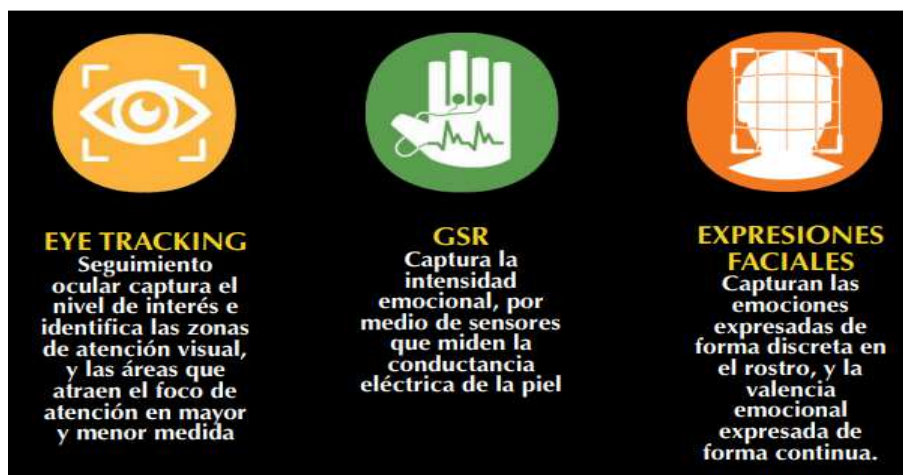 EYE TRACKING
Seguimiento
ocular captura el
nivel de interés e
identifica las zonas
de atención visual,
y las áreas que
atraen el foco de
atención en mayor
y menor medida
GSR
Captura la
intensidad
emocional, por
medio de sensores
que miden la
conductancia
eléctrica de la piel
EXPRESIONES
FACIALES
Capturan las
emociones
expresadas de
forma discreta en
el rostro, y la
valencia
emocional
expresada de
forma continua.